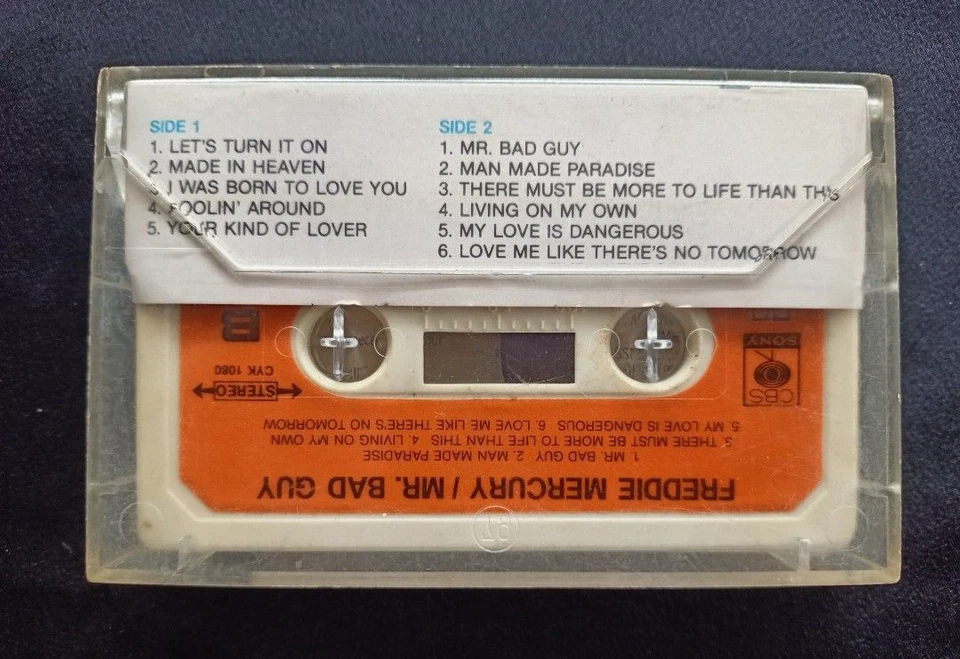 SIDE 1
1. LET'S TURN IT ON
2. MADE IN HEAVEN
3. I WAS BORN TO LOVE YOU
4. FOOLIN' AROUND
5. YOUR KIND OF LOVER
SIDE 2
1. MR. BAD GUY
2. MAN MADE PARADISE
3. THERE MUST BE MORE TO LIFE THAN THIS
4. LIVING ON MY OWN
5. MY LOVE IS DANGEROUS
6. LOVE ME LIKE THERE'S NO TOMORROW
FREDDIE MERCURY / MR. BAD GUY
1. MR. BAD GUY 2. MAN MADE PARADISE
3. THERE MUST BE MORE TO LIFE THAN THIS 4. LIVING ON MY OWN
5. MY LOVE IS DANGEROUS 6. LOVE ME LIKE THERE'S NO TOMORROW
CBS
SONY
STEREO
CYK 1080
B